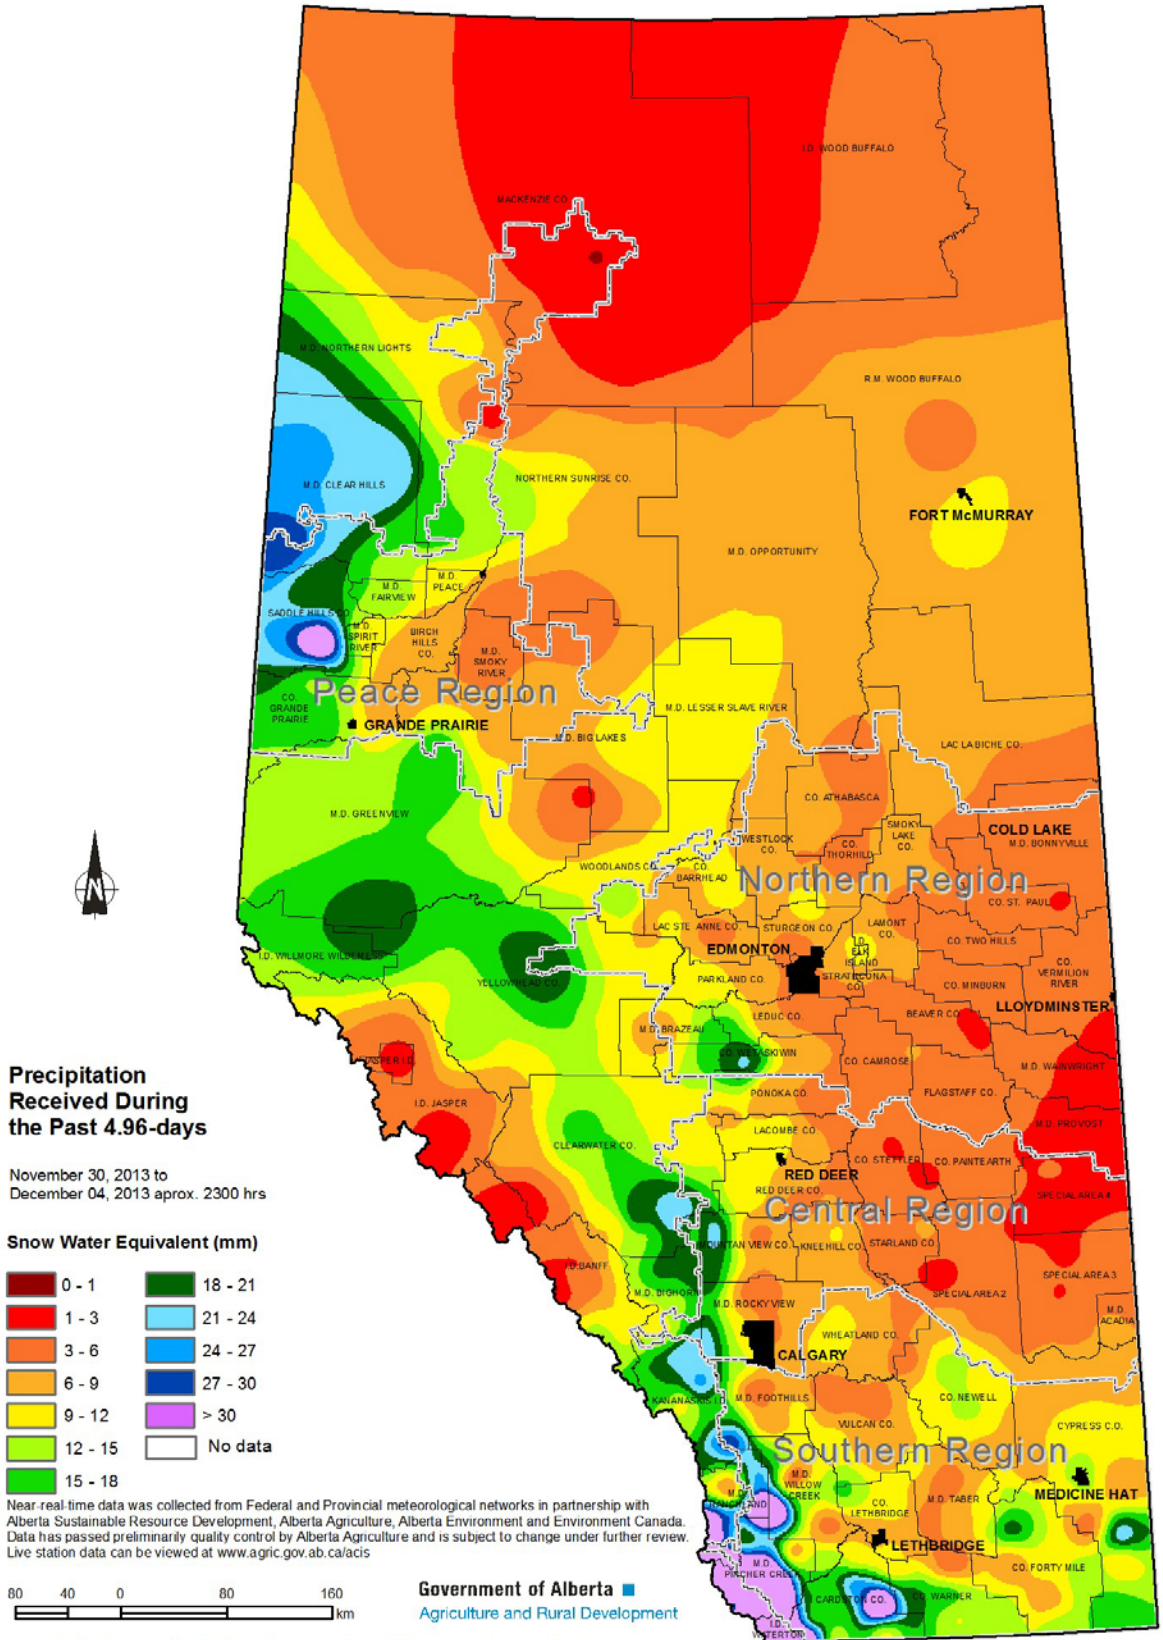 I.D. WOOD BUFFALO
MACKENZIE CO.
M.D. NORTHERN LIGHTS
R.M. WOOD BUFFALO
M.D. CLEAR HILLS
NORTHERN SUNRISE CO.
FORT McMURRAY
M.D. OPPORTUNITY
M.D.
PEACE
M.D.
FAIRVIEW
SADDLE HILLS CO.
M.D.
SPIRIT
RIVER
BIRCH
HILLS
CO.
M.D.
SMOKY
RIVER
Peace Region
CO.
GRANDE
PRAIRIE
GRANDE PRAIRIE
M.D. LESSER SLAVE RIVER
M.D. BIG LAKES
LAC LA BICHE CO.
M.D. GREENVIEW
CO. ATHABASCA
COLD LAKE
M.D. BONNYVILLE
SMOKY
LAKE
CO.
WESTLOCK
CO.
CO.
THORHILD
WOODLANDS CO.
CO.
BARRHEAD
Northern Region
CO. ST. PAUL
LAC STE ANNE CO.
STURGEON CO.
LAMONT
CO.
EDMONTON
I.D.
ELK
ISLAND
CO. TWO HILLS
I.D. WILLMORE WILDERNESS
YELLOWHEAD CO.
PARKLAND CO.
STRATHCONA
CO.
CO. MINBURN
CO.
VERMILION
RIVER
LLOYDMINSTER
LEDUC CO.
BEAVER CO.
M.D. BRAZEAU
CO. WETASKIWIN
CO. CAMROSE
M.D. WAINWRIGHT
JASPER I.D.
I.D. JASPER
PONOKA CO.
FLAGSTAFF CO.
LACOMBE CO.
M.D. PROVOST
CLEARWATER CO.
CO. STETTLER
CO. PAINTEARTH
RED DEER
RED DEER CO.
SPECIAL AREA 4
Central Region
MOUNTAIN VIEW CO.
KNEEHILL CO.
STARLAND CO.
I.D. BANFF
M.D. BIGHORN
SPECIAL AREA 3
SPECIAL AREA 2
M.D. ROCKY VIEW
M.D.
ACADIA
WHEATLAND CO.
CALGARY
KANANASKIS I.D.
M.D. FOOTHILLS
CO. NEWELL
VULCAN CO.
CYPRESS C.O.
Southern Region
M.D.
WILLOW
CREEK
M.D.
RANCHLAND
MEDICINE HAT
M.D. TABER
CO.
LETHBRIDGE
LETHBRIDGE
M.D.
PINCHER CREEK
CO. FORTY MILE
CARDSTON CO.
CO. WARNER
I.D.
WATERTON
N
Precipitation
Received During
the Past 4.96-days
November 30, 2013 to
December 04, 2013 aprox. 2300 hrs
Snow Water Equivalent (mm)
0 - 1
1 - 3
3 - 6
6 - 9
9 - 12
12 - 15
15 - 18
18 - 21
21 - 24
24 - 27
27 - 30
> 30
No data
Near-real-time data was collected from Federal and Provincial meteorological networks in partnership with
Alberta Sustainable Resource Development, Alberta Agriculture, Alberta Environment and Environment Canada.
Data has passed preliminarily quality control by Alberta Agriculture and is subject to change under further review.
Live station data can be viewed at www.agric.gov.ab.ca/acis
80 40 0 80 160
km
Government of Alberta
Agriculture and Rural Development